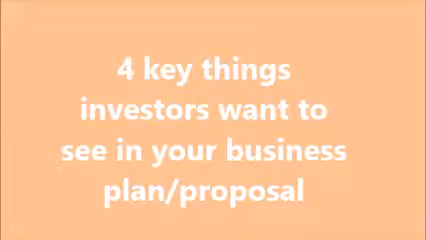 4 key things
investors want to
see in your business
plan/proposal